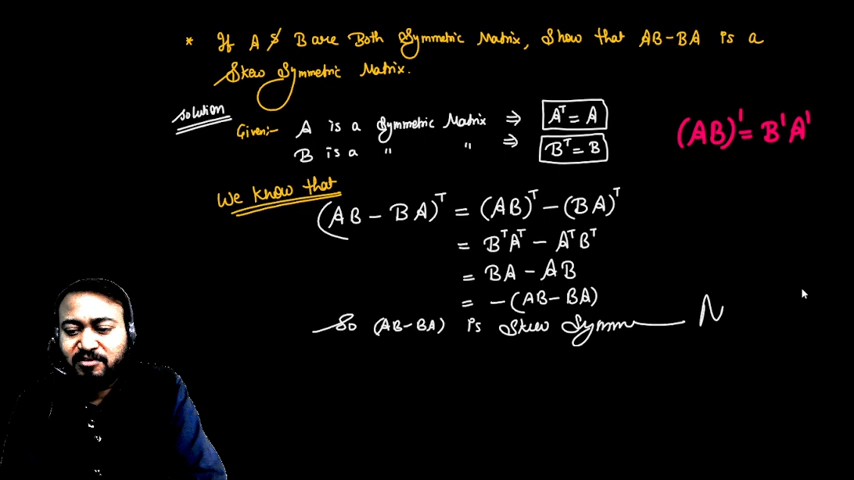 * If A & B are Both Symmetric Matrix, Show that AB-BA is a
Skew Symmetric Matrix.
Solution
Given:- A is a Symmetric Matrix ⇒ Aᵀ = A
B is a " " ⇒ Bᵀ = B
(AB)' = B'A'
We know that
(AB - BA)ᵀ = (AB)ᵀ - (BA)ᵀ
= BᵀAᵀ - AᵀBᵀ
= BA - AB
= -(AB-BA)
So (AB-BA) is Skew Symm